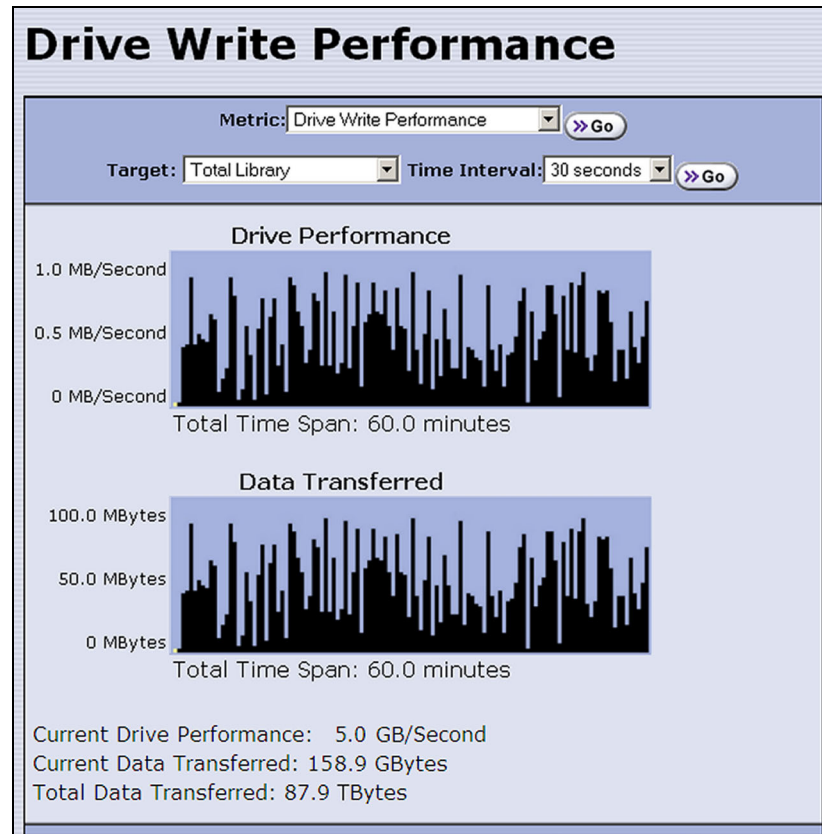 Drive Write Performance
Metric: Drive Write Performance >> Go
Target: Total Library Time Interval: 30 seconds >> Go
Drive Performance
1.0 MB/Second
0.5 MB/Second
0 MB/Second
Total Time Span: 60.0 minutes
Data Transferred
100.0 MBytes
50.0 MBytes
0 MBytes
Total Time Span: 60.0 minutes
Current Drive Performance: 5.0 GB/Second
Current Data Transferred: 158.9 GBytes
Total Data Transferred: 87.9 TBytes